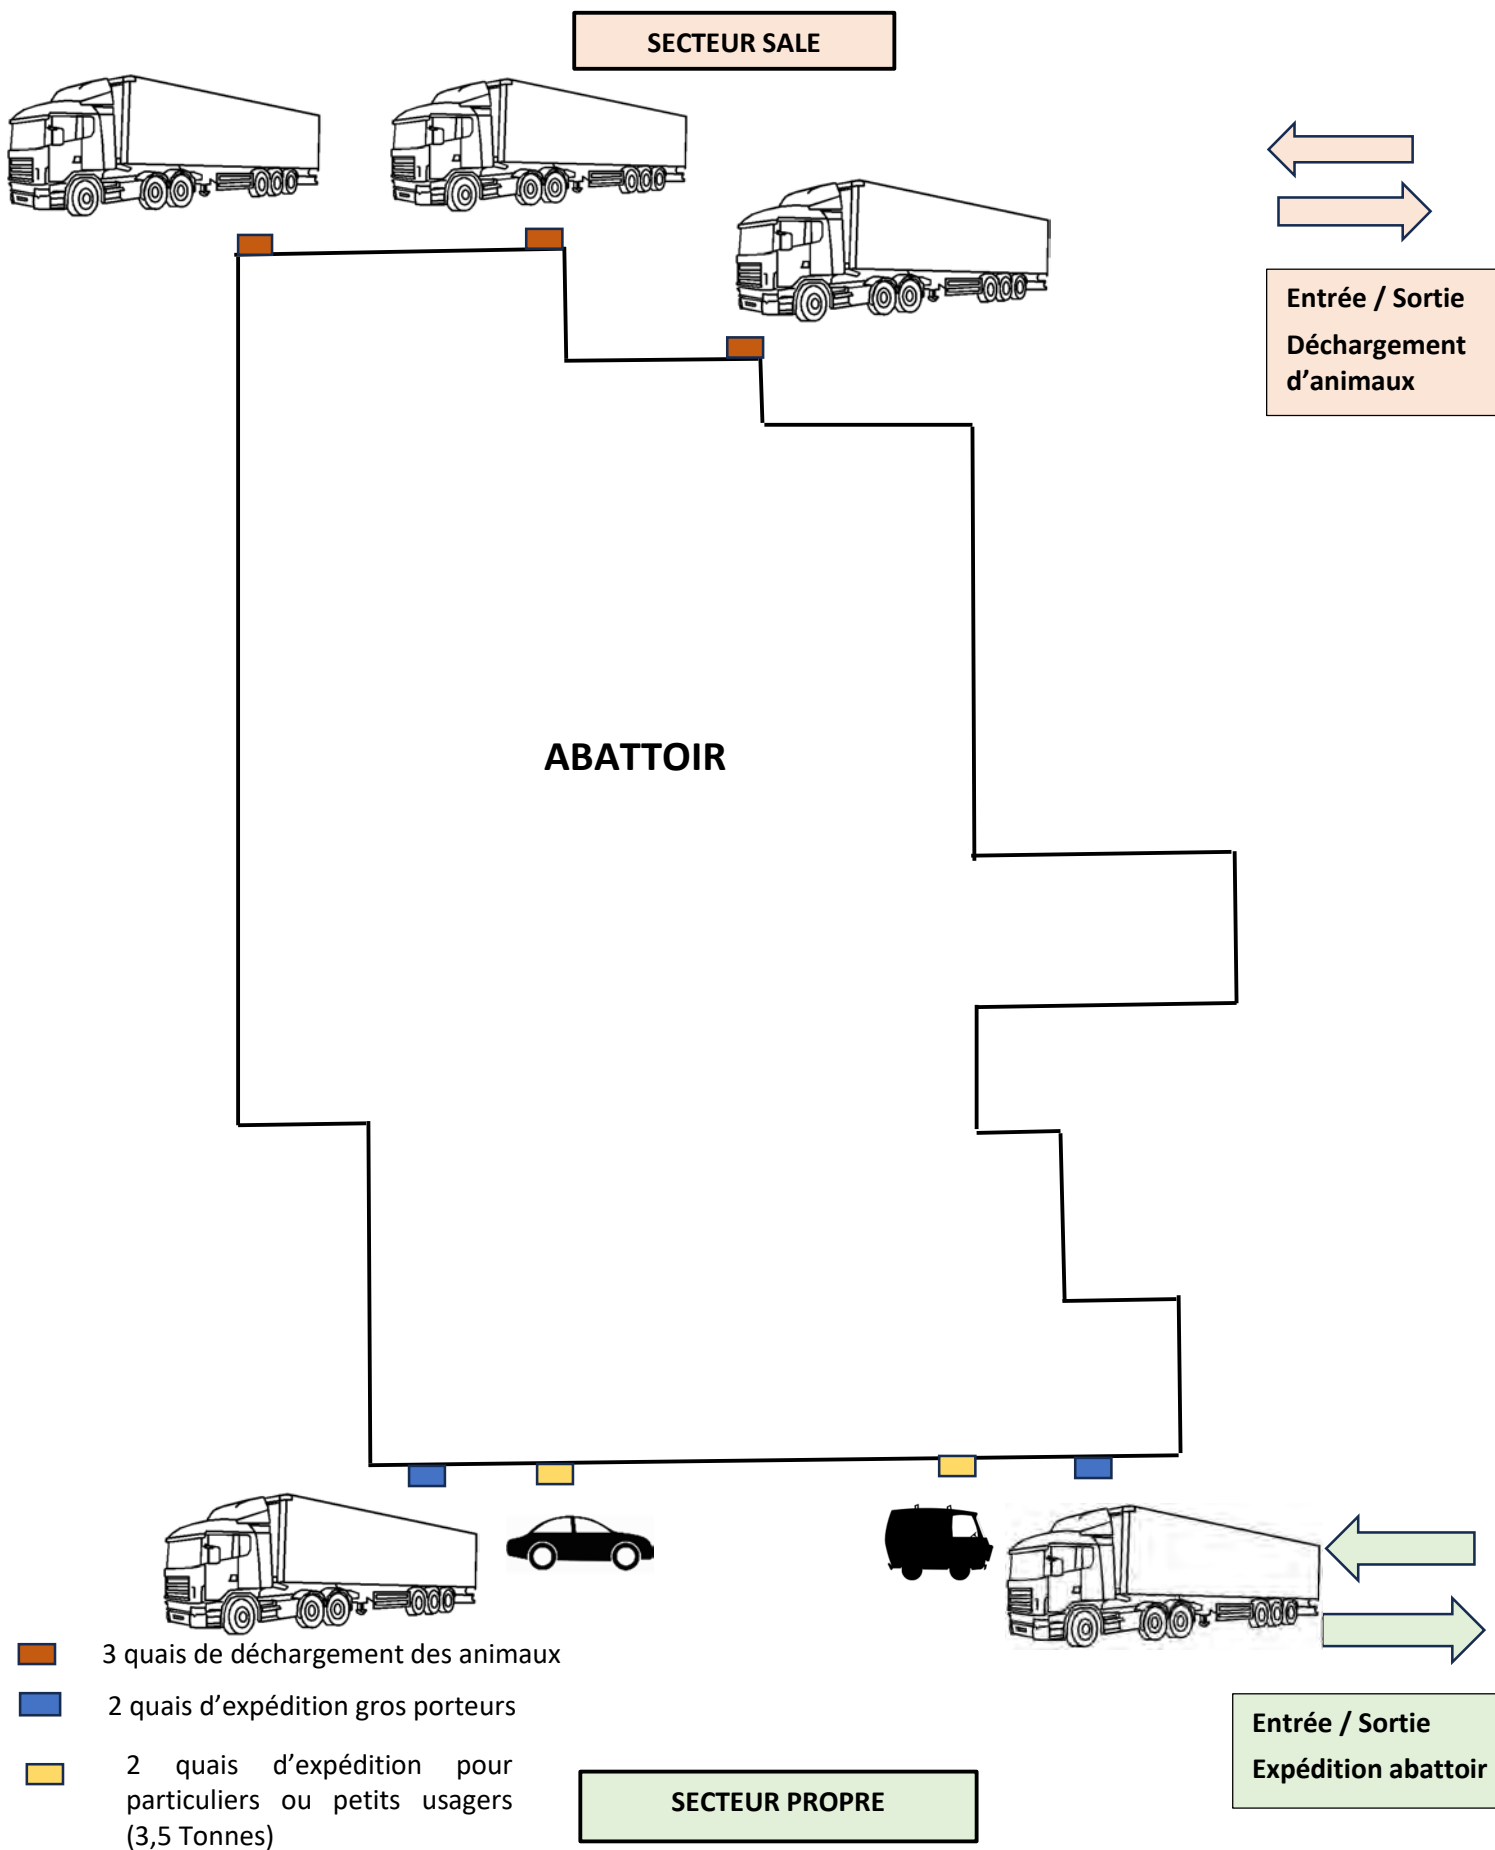 SECTEUR SALE
Entrée / Sortie
Déchargement
d’animaux
ABATTOIR
3 quais de déchargement des animaux
2 quais d’expédition gros porteurs
2 quais d’expédition pour
particuliers ou petits usagers
(3,5 Tonnes)
SECTEUR PROPRE
Entrée / Sortie
Expédition abattoir